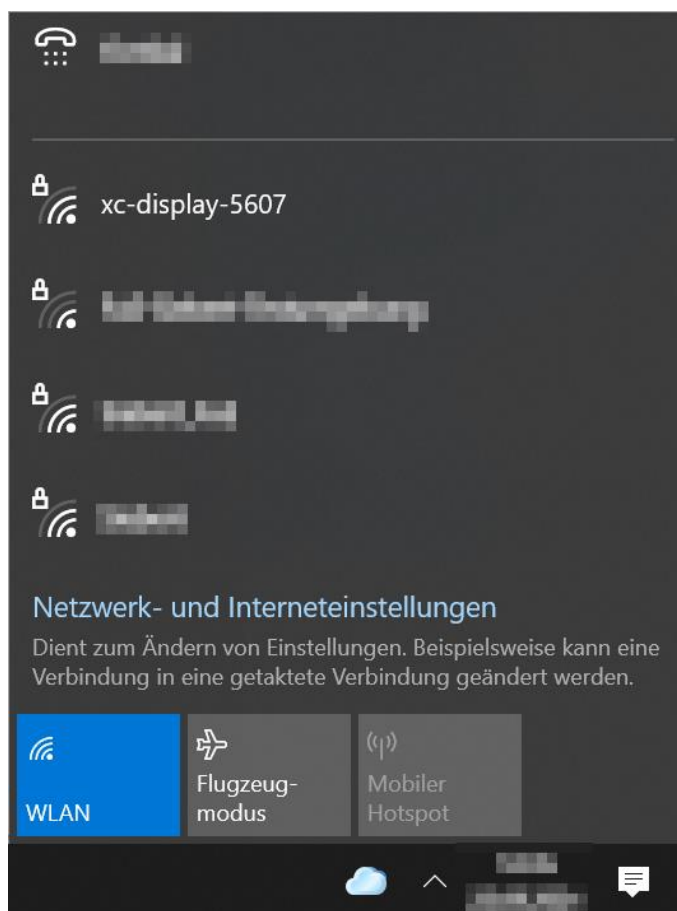 xc-display-5607
Netzwerk- und Interneteinstellungen
Dient zum Ändern von Einstellungen. Beispielsweise kann eine
Verbindung in eine getaktete Verbindung geändert werden.
WLAN
Flugzeug-
modus
Mobiler
Hotspot